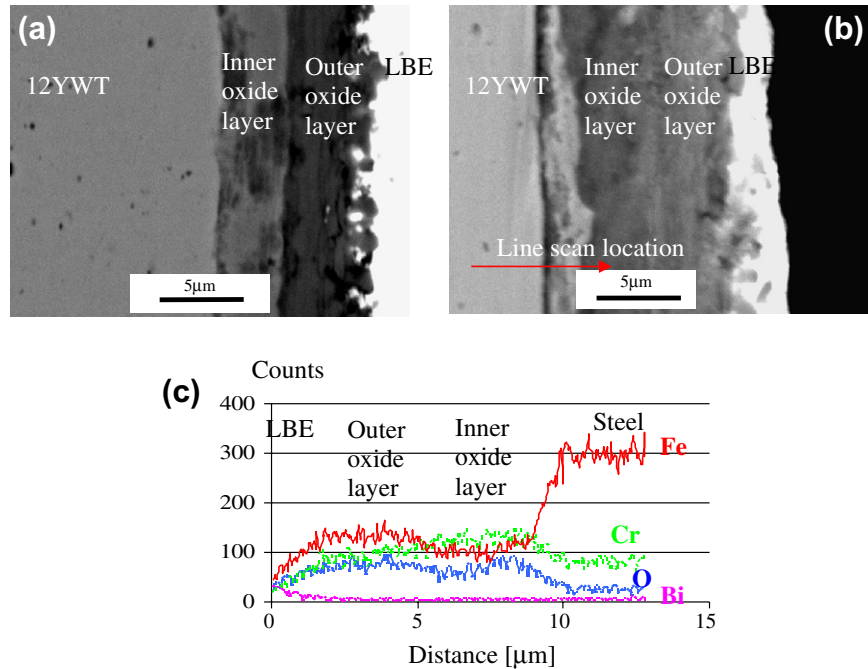 (a)
12YWT
Inner
oxide
layer
Outer
oxide
layer
LBE
5μm
(b)
12YWT
Inner
oxide
layer
Outer
oxide
layer
LBE
Line scan location
5μm
(c)
Counts
400
300
200
100
0
LBE
Outer
oxide
layer
Inner
oxide
layer
Steel
Fe
Cr
O
Bi
0
5
10
15
Distance [μm]